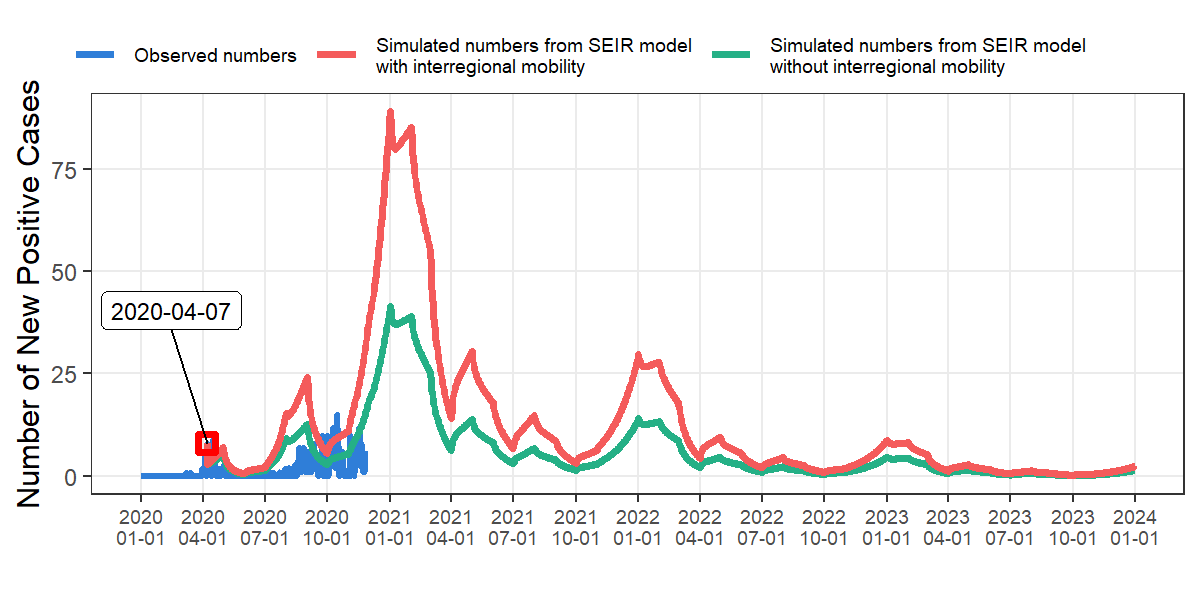 Observed numbers
Simulated numbers from SEIR model
with interregional mobility
Simulated numbers from SEIR model
without interregional mobility
Number of New Positive Cases
75
50
25
0
2020-04-07
2020 2020 2020 2020 2021 2021 2021 2021 2022 2022 2022 2022 2023 2023 2023 2023 2024
01-01 04-01 07-01 10-01 01-01 04-01 07-01 10-01 01-01 04-01 07-01 10-01 01-01 04-01 07-01 10-01 01-01